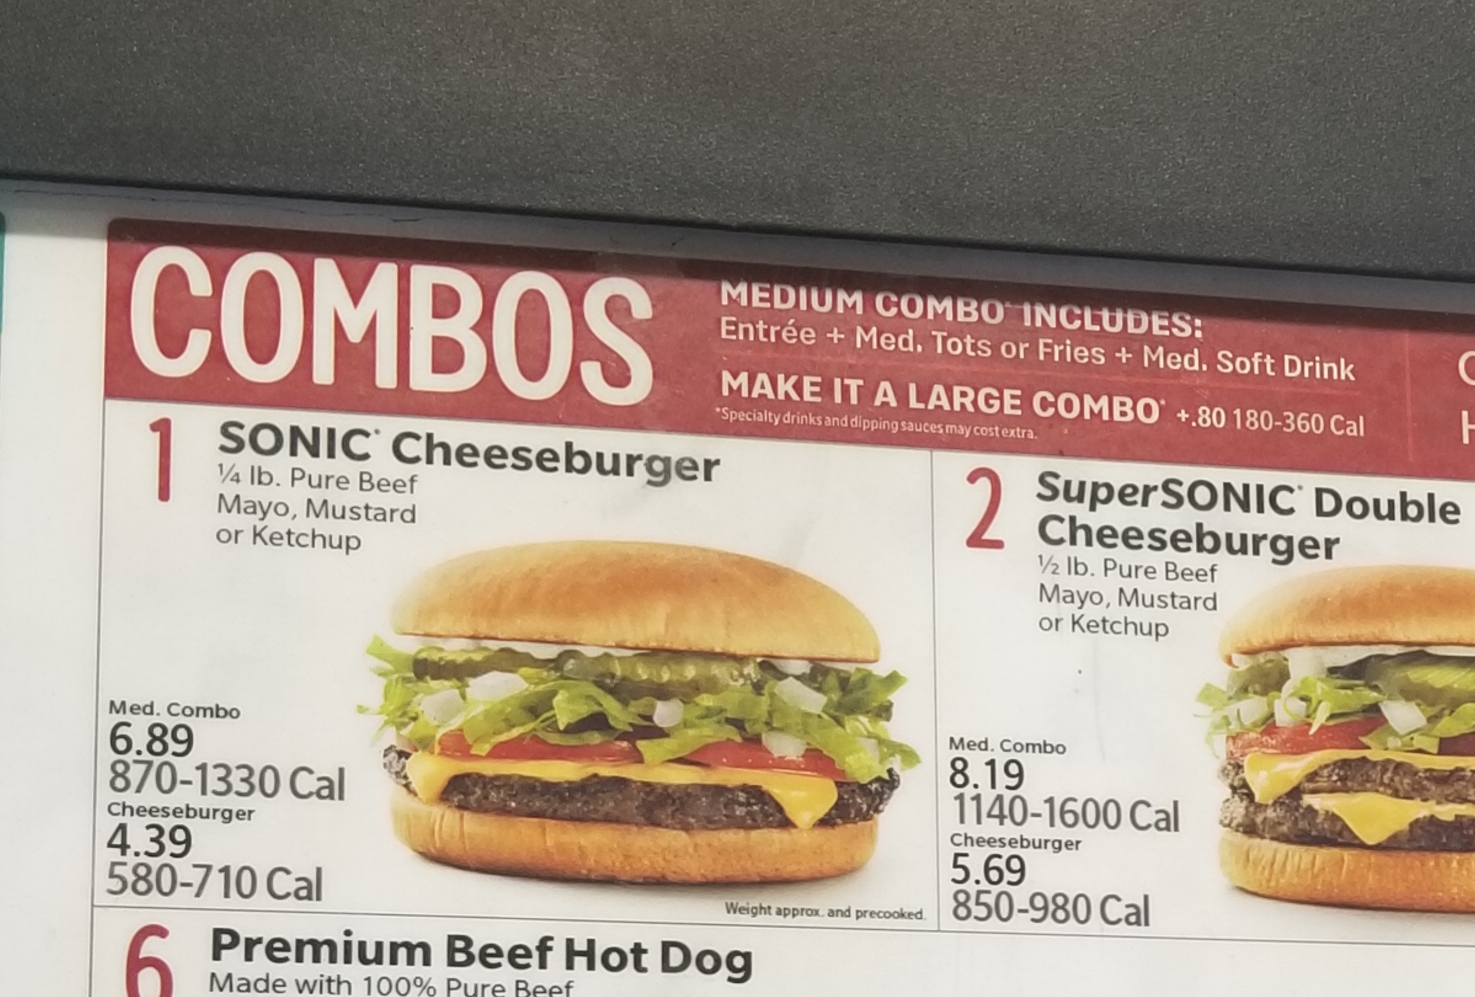 COMBOS
MEDIUM COMBO* INCLUDES:
Entrée + Med. Tots or Fries + Med. Soft Drink
MAKE IT A LARGE COMBO* +.80 180-360 Cal
*Specialty drinks and dipping sauces may cost extra.
1
SONIC® Cheeseburger
¼ lb. Pure Beef
Mayo, Mustard
or Ketchup
Med. Combo
6.89
870-1330 Cal
Cheeseburger
4.39
580-710 Cal
Weight approx. and precooked.
2
SuperSONIC® Double
Cheeseburger
½ lb. Pure Beef
Mayo, Mustard
or Ketchup
Med. Combo
8.19
1140-1600 Cal
Cheeseburger
5.69
850-980 Cal
6
Premium Beef Hot Dog
Made with 100% Pure Beef